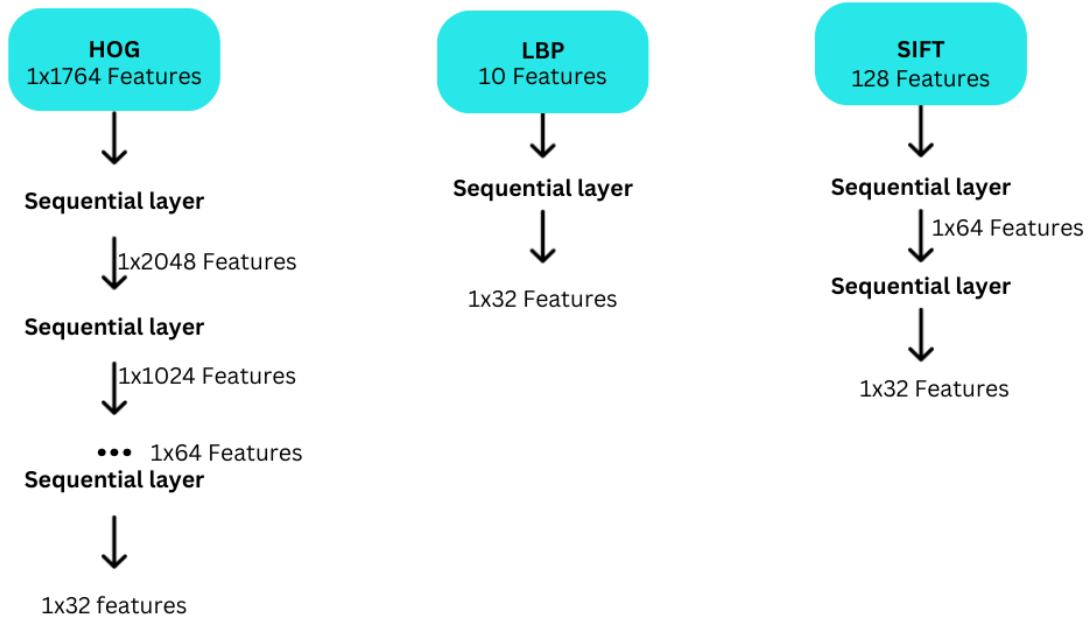 HOG
1x1764 Features
Sequential layer
1x2048 Features
Sequential layer
1x1024 Features
... 1x64 Features
Sequential layer
1x32 features
LBP
10 Features
Sequential layer
1x32 Features
SIFT
128 Features
Sequential layer
1x64 Features
Sequential layer
1x32 Features